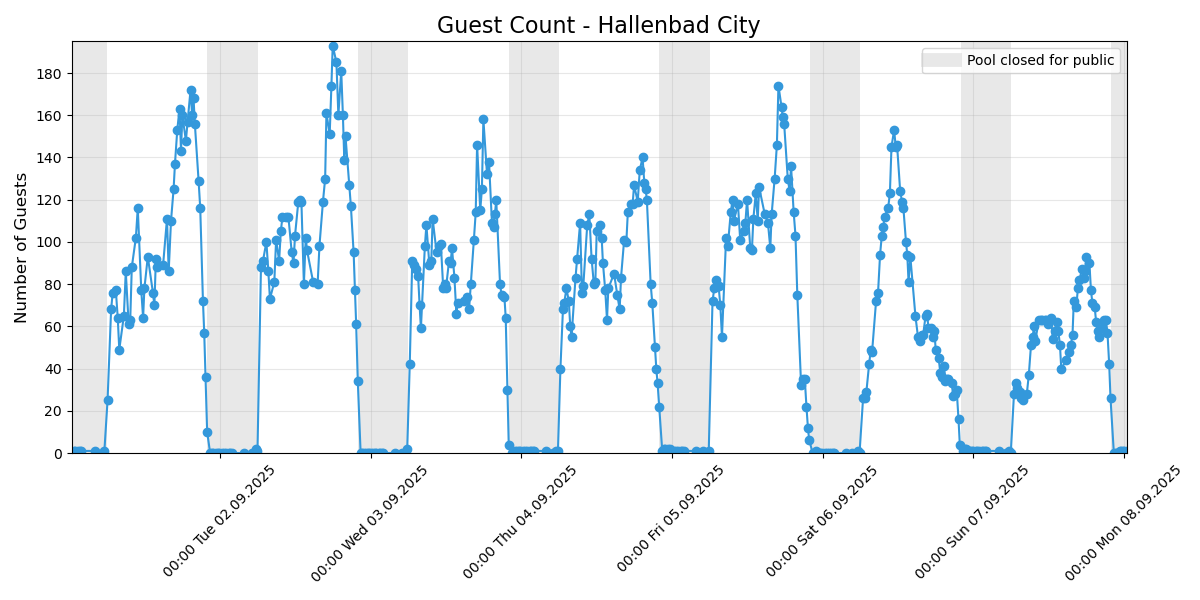 Guest Count - Hallenbad City
Pool closed for public
Number of Guests
180
160
140
120
100
80
60
40
20
0
00:00 Tue 02.09.2025
00:00 Wed 03.09.2025
00:00 Thu 04.09.2025
00:00 Fri 05.09.2025
00:00 Sat 06.09.2025
00:00 Sun 07.09.2025
00:00 Mon 08.09.2025